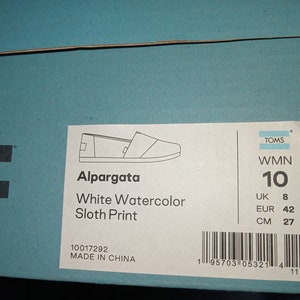 TOMS
Alpargata
White Watercolor
Sloth Print
10017292
MADE IN CHINA
WMN
10
UK 8
EUR 42
CM 27
1 95703 05321